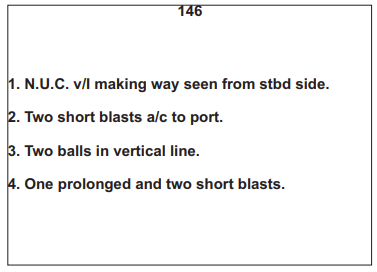 146
1. N.U.C. v/l making way seen from stbd side.
2. Two short blasts a/c to port.
3. Two balls in vertical line.
4. One prolonged and two short blasts.